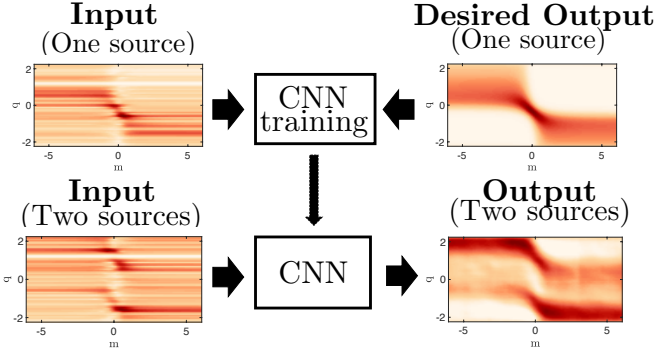 Input
(One source)
Desired Output
(One source)
2
0
-2
q
-5
0
5
m
CNN
training
2
0
-2
q
-5
0
5
m
Input
(Two sources)
Output
(Two sources)
2
0
-2
q
-5
0
5
m
CNN
2
0
-2
q
-5
0
5
m